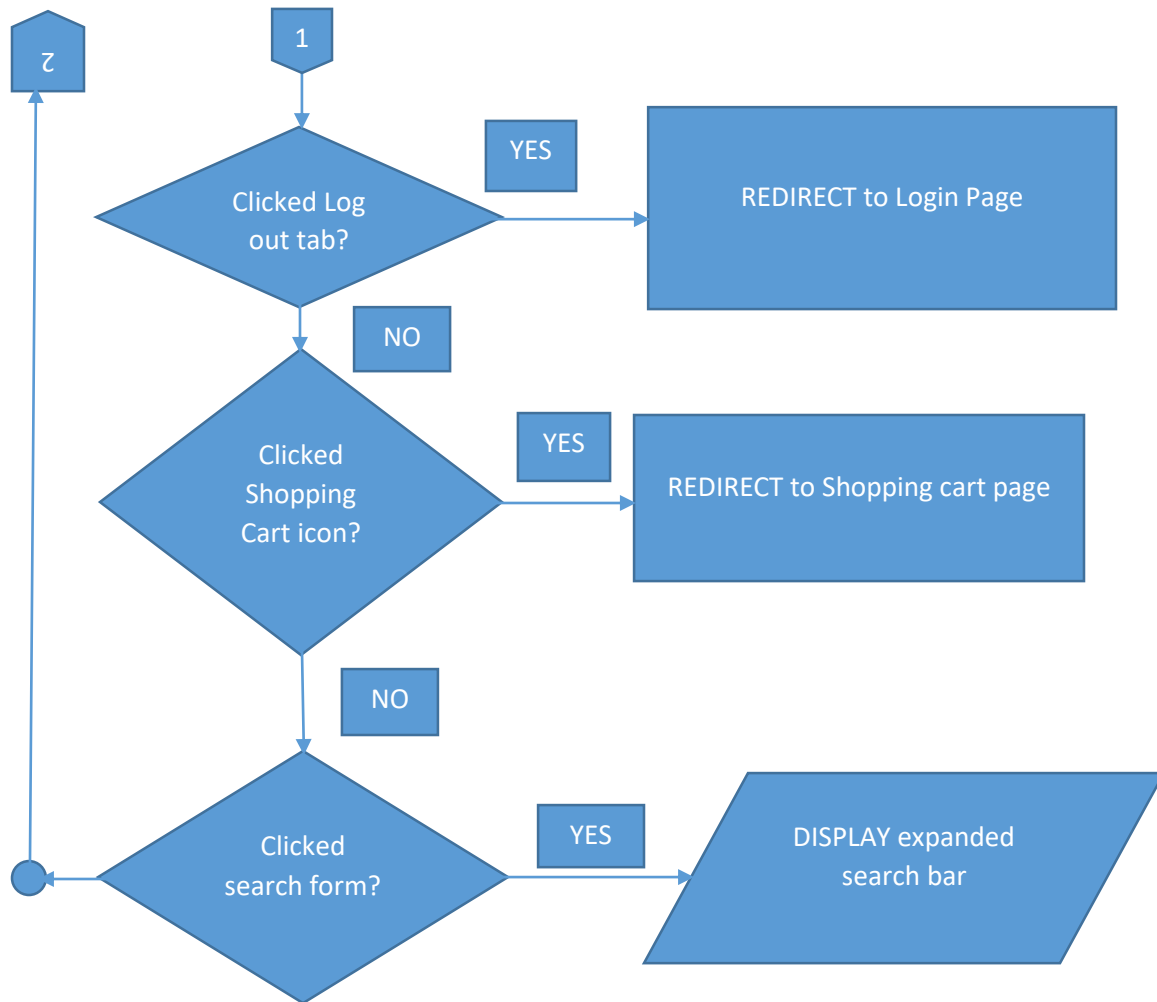 2
1
YES
Clicked Log
out tab?
REDIRECT to Login Page
NO
YES
Clicked
Shopping
Cart icon?
REDIRECT to Shopping cart page
NO
YES
Clicked
search form?
DISPLAY expanded
search bar